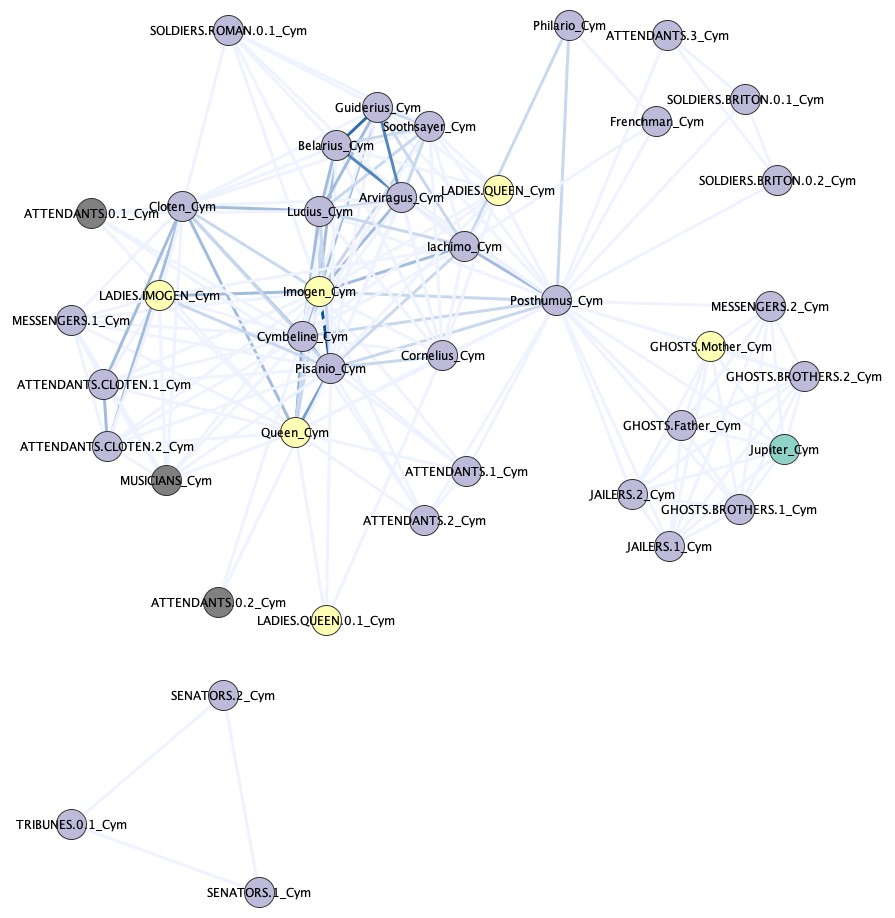 SOLDIERS.ROMAN.0.1_Cym
Philario_Cym
ATTENDANTS.3_Cym
Guiderius_Cym
Soothsayer_Cym
SOLDIERS.BRITON.0.1_Cym
Frenchman_Cym
Belarius_Cym
SOLDIERS.BRITON.0.2_Cym
LADIES.QUEEN_Cym
Arviragus_Cym
Cloten_Cym
Lucius_Cym
ATTENDANTS.0.1_Cym
Iachimo_Cym
Imogen_Cym
LADIES.IMOGEN_Cym
Posthumus_Cym
MESSENGERS.2_Cym
MESSENGERS.1_Cym
Cymbeline_Cym
GHOSTS.Mother_Cym
Cornelius_Cym
Pisanio_Cym
GHOSTS.BROTHERS.2_Cym
ATTENDANTS.CLOTEN.1_Cym
GHOSTS.Father_Cym
Queen_Cym
ATTENDANTS.CLOTEN.2_Cym
Jupiter_Cym
ATTENDANTS.1_Cym
MUSICIANS_Cym
JAILERS.2_Cym
GHOSTS.BROTHERS.1_Cym
ATTENDANTS.2_Cym
JAILERS.1_Cym
ATTENDANTS.0.2_Cym
LADIES.QUEEN.0.1_Cym
SENATORS.2_Cym
TRIBUNES.0.1_Cym
SENATORS.1_Cym